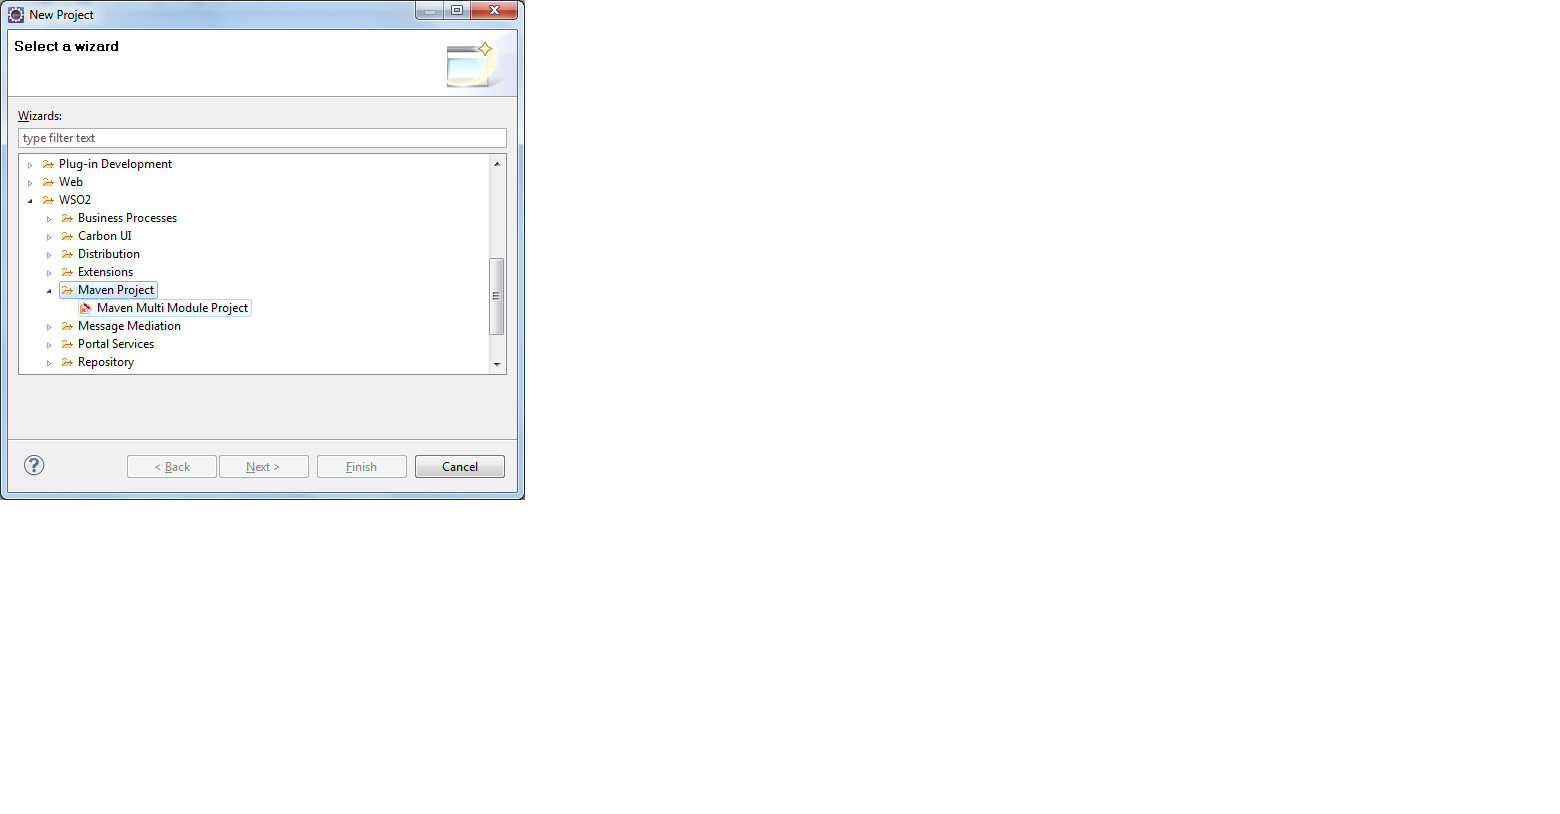 New Project
Select a wizard
Wizards:
type filter text
Plug-in Development
Web
WSO2
Business Processes
Carbon UI
Distribution
Extensions
Maven Project
Maven Multi Module Project
Message Mediation
Portal Services
Repository
? < Back Next > Finish Cancel